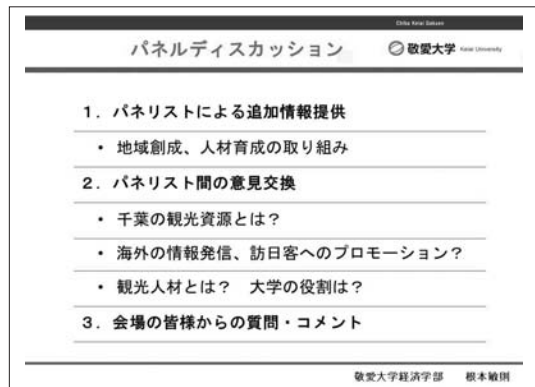 Chiba Keiai Gakuen
パネルディスカッション
敬愛大学 Keiai University
1．パネリストによる追加情報提供
・ 地域創成、人材育成の取り組み
2．パネリスト間の意見交換
・ 千葉の観光資源とは？
・ 海外の情報発信、訪日客へのプロモーション？
・ 観光人材とは？ 大学の役割は？
3．会場の皆様からの質問・コメント
敬愛大学経済学部 根本敏則